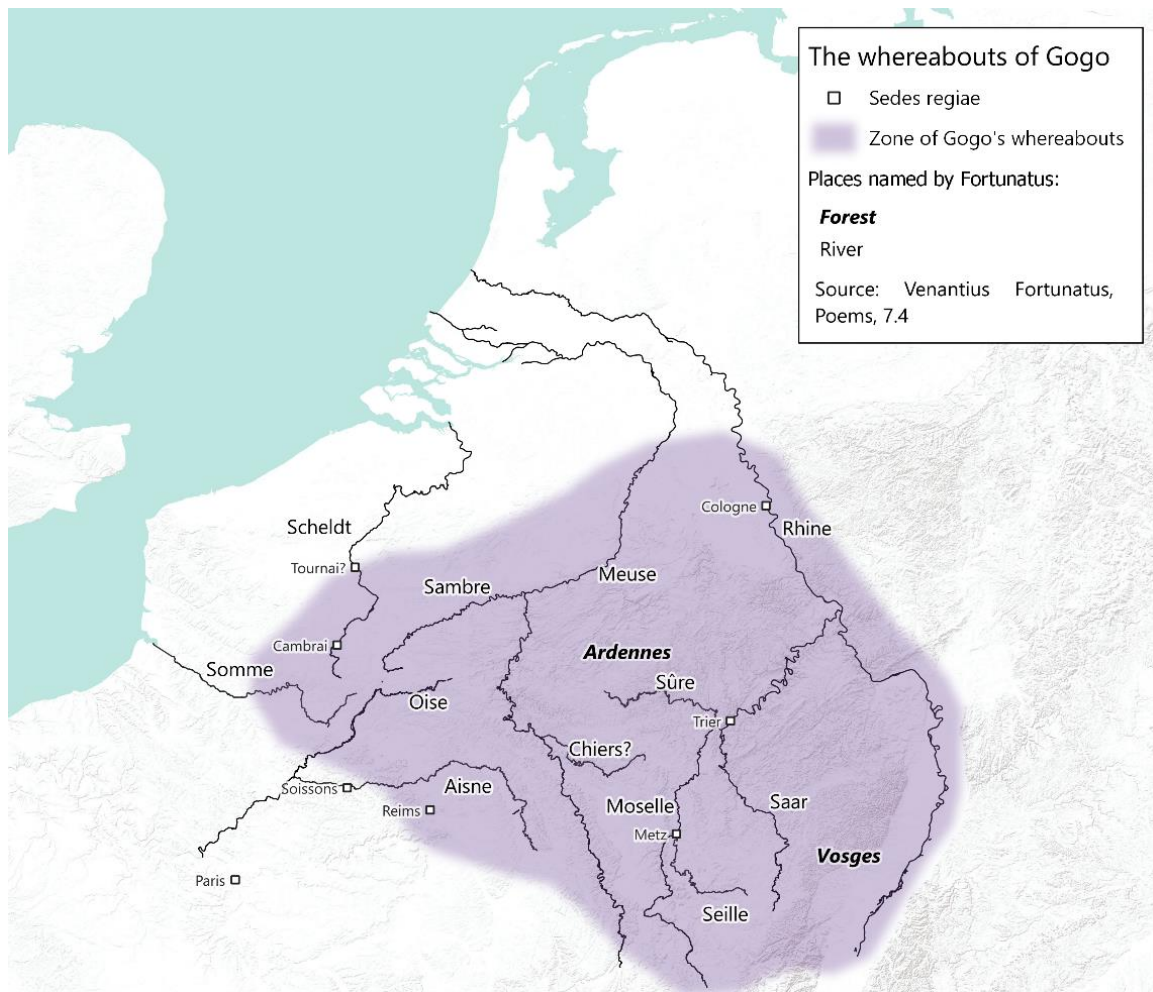 The whereabouts of Gogo
Sedes regiae
Zone of Gogo's whereabouts
Places named by Fortunatus:
Forest
River
Source: Venantius Fortunatus,
Poems, 7.4
Cologne
Rhine
Scheldt
Tournai?
Sambre
Meuse
Cambrai
Somme
Ardennes
Sûre
Oise
Trier
Chiers?
Soissons
Aisne
Reims
Moselle
Saar
Metz
Vosges
Paris
Seille